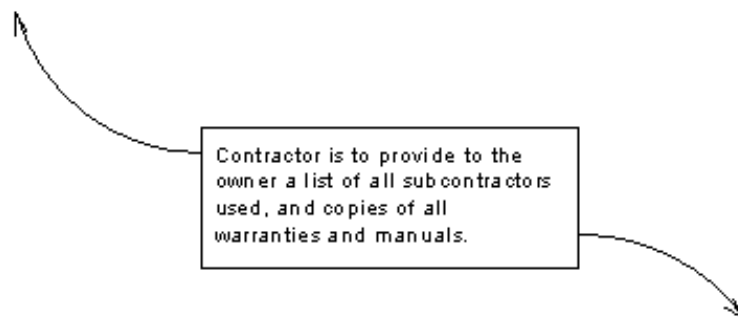 Contractor is to provide to the
owner a list of all subcontractors
used, and copies of all
warranties and manuals.